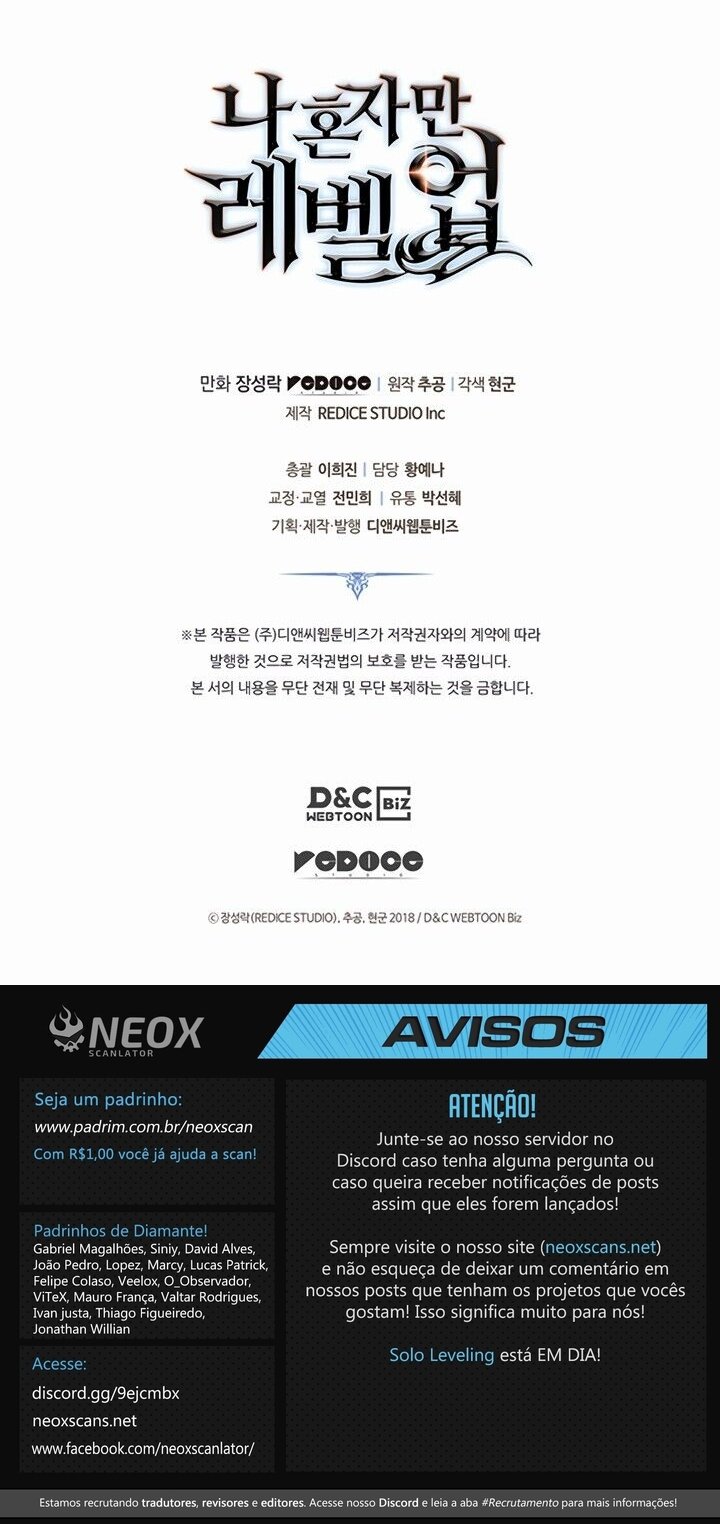 나 혼자만
레벨업
만화 장성락 REDICE STUDIO | 원작 추공 | 각색 현군
제작 REDICE STUDIO Inc
총괄 이희진 | 담당 황예나
교정·교열 전민희 | 유통 박선혜
기획·제작·발행 디앤씨웹툰비즈
※본 작품은 (주)디앤씨웹툰비즈가 저작권자와의 계약에 따라
발행한 것으로 저작권법의 보호를 받는 작품입니다.
본 서의 내용을 무단 전재 및 무단 복제하는 것을 금합니다.
D&C BIZ
WEBTOON
REDICE
STUDIO
ⓒ 장성락(REDICE STUDIO), 추공, 현군 2018 / D&C WEBTOON Biz
NEOX
SCANLATOR
AVISOS
Seja um padrinho:
www.padrim.com.br/neoxscan
Com R$1,00 você já ajuda a scan!
Padrinhos de Diamante!
Gabriel Magalhões, Siniy, David Alves,
João Pedro, Lopez, Marcy, Lucas Patrick,
Felipe Colaso, Veelox, O_Observador,
ViTeX, Mauro França, Valtar Rodrigues,
Ivan justa, Thiago Figueiredo,
Jonathan Willian
Acesse:
discord.gg/9ejcmbx
neoxscans.net
www.facebook.com/neoxscanlator/
ATENÇÃO!
Junte-se ao nosso servidor no
Discord caso tenha alguma pergunta ou
caso queira receber notificações de posts
assim que eles forem lançados!
Sempre visite o nosso site (neoxscans.net)
e não esqueça de deixar um comentário em
nossos posts que tenham os projetos que vocês
gostam! Isso significa muito para nós!
Solo Leveling está EM DIA!
Estamos recrutando tradutores, revisores e editores. Acesse nosso Discord e leia a aba #Recrutamento para mais informações!